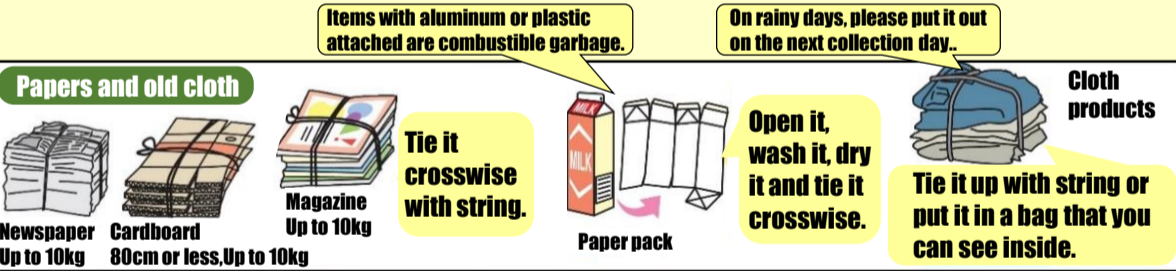 Items with aluminum or plastic
attached are combustible garbage.
On rainy days, please put it out
on the next collection day..
Papers and old cloth
Newspaper
Up to 10kg
Cardboard
80cm or less,Up to 10kg
Magazine
Up to 10kg
Tie it
crosswise
with string.
MILK
MILK
Paper pack
Open it,
wash it, dry
it and tie it
crosswise.
Cloth
products
Tie it up with string or
put it in a bag that you
can see inside.